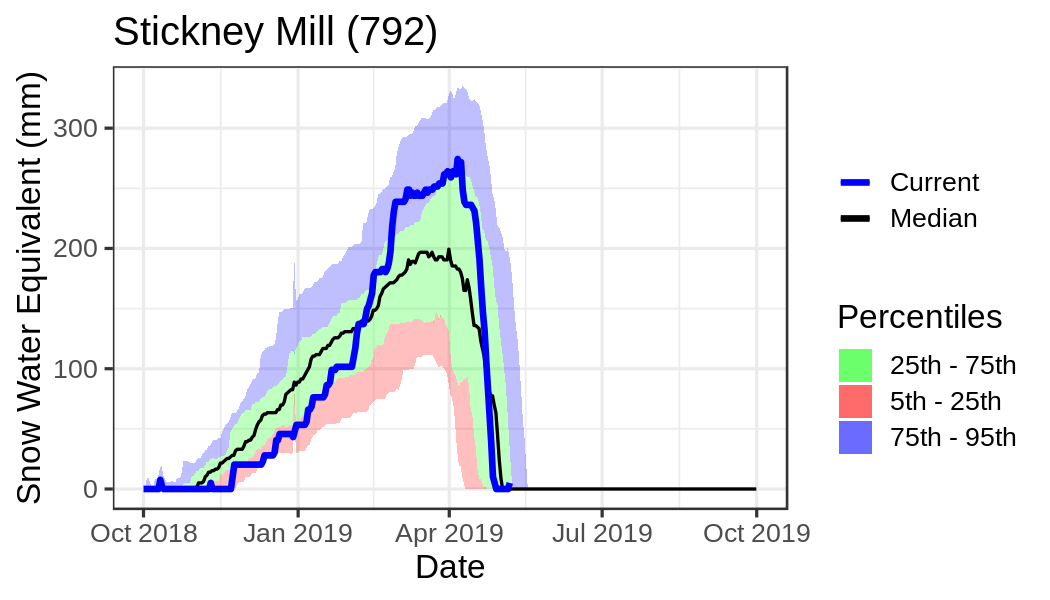 Stickney Mill (792)
Snow Water Equivalent (mm)
300
200
100
0
Oct 2018
Jan 2019
Apr 2019
Jul 2019
Oct 2019
Date
Current
Median
Percentiles
25th - 75th
5th - 25th
75th - 95th